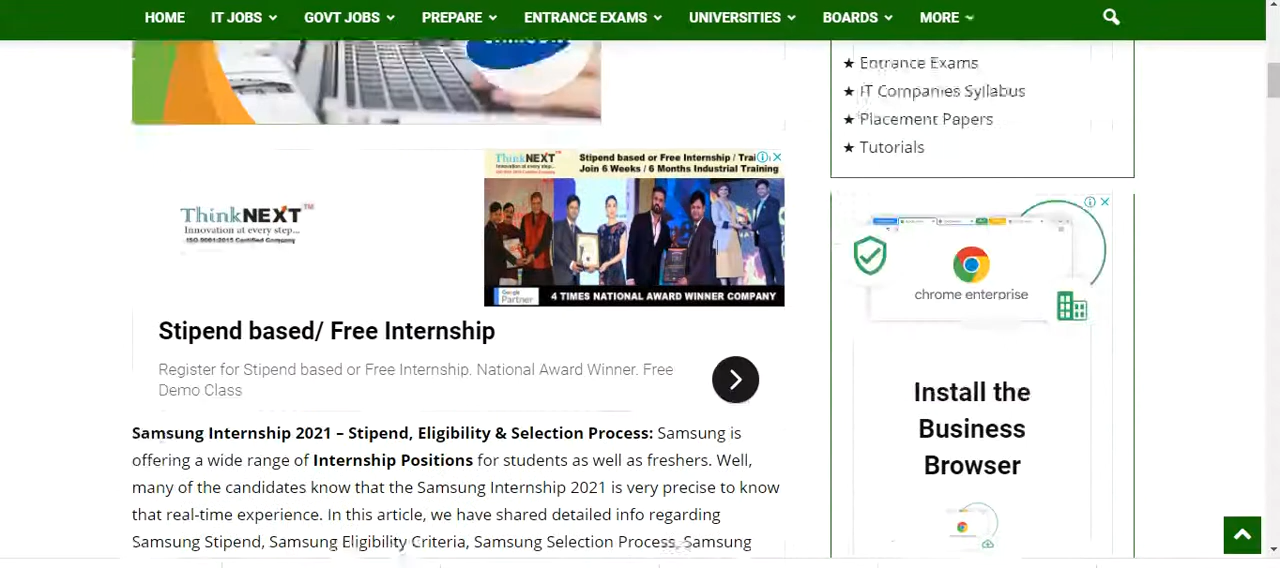 HOME IT JOBS GOVT JOBS PREPARE ENTRANCE EXAMS UNIVERSITIES BOARDS MORE
★ Entrance Exams
★ IT Companies Syllabus
★ Placement Papers
★ Tutorials
ThinkNEXT™
Innovation at every step...
ISO 9001:2015 Certified Company
ThinkNEXT™
Stipend based or Free Internship / Trai
Join 6 Weeks / 6 Months Industrial Training
Google
Partner
4 TIMES NATIONAL AWARD WINNER COMPANY
Stipend based/ Free Internship
Register for Stipend based or Free Internship. National Award Winner. Free
Demo Class
Samsung Internship 2021 – Stipend, Eligibility & Selection Process: Samsung is
offering a wide range of Internship Positions for students as well as freshers. Well,
many of the candidates know that the Samsung Internship 2021 is very precise to know
that real-time experience. In this article, we have shared detailed info regarding
Samsung Stipend, Samsung Eligibility Criteria, Samsung Selection Process, Samsung
chrome enterprise
Install the
Business
Browser